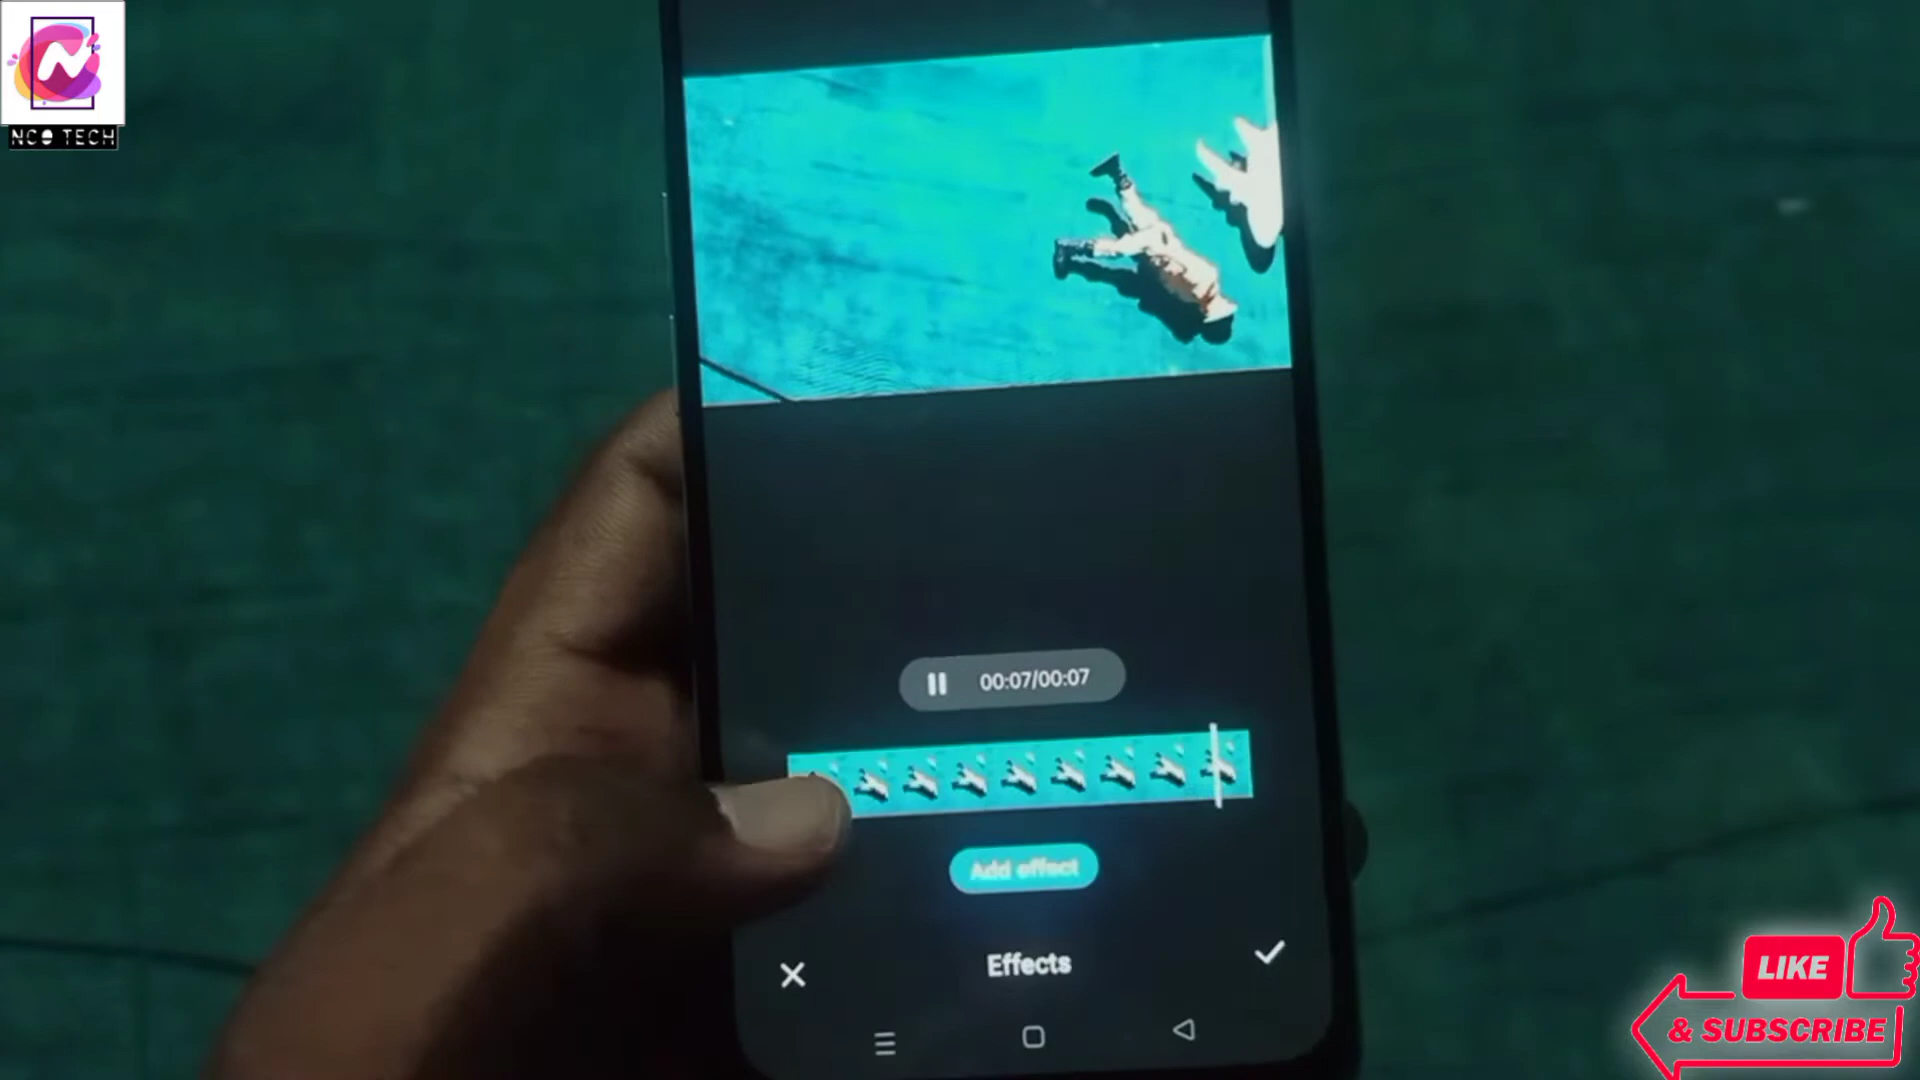 NCO TECH
00:07/00:07
Add effect
Effects
LIKE
& SUBSCRIBE